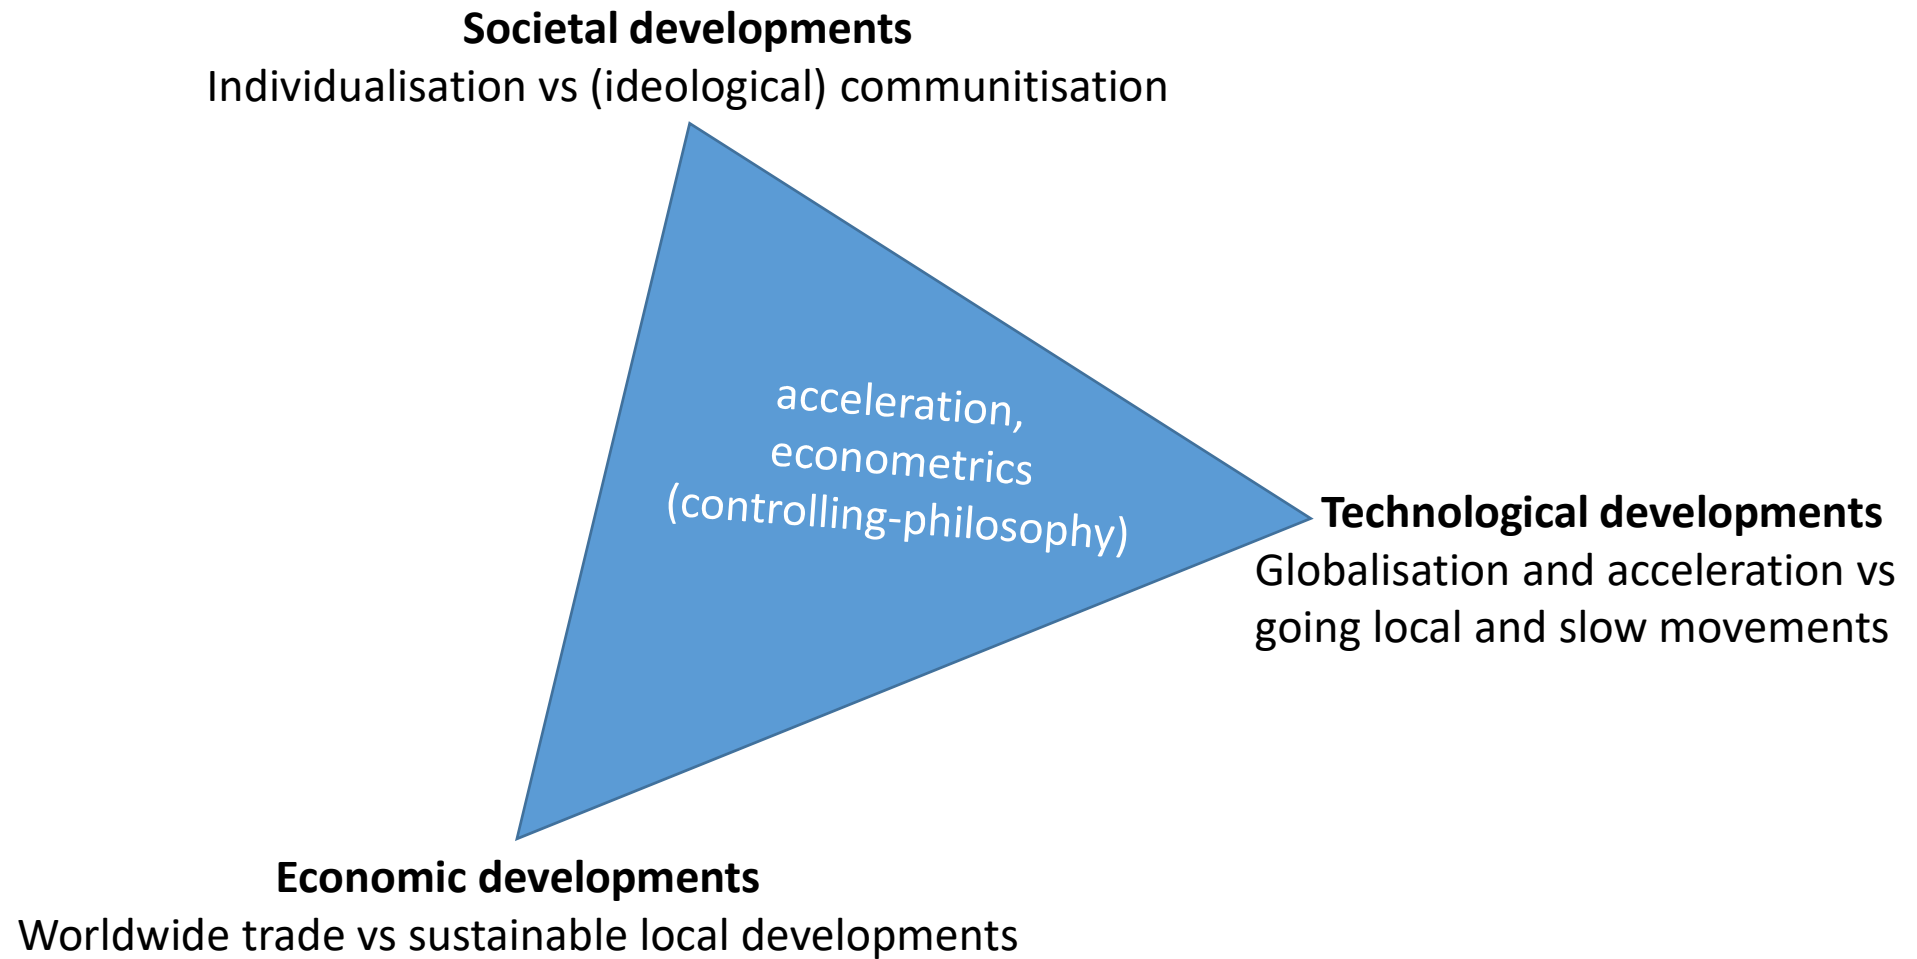 Societal developments
Individualisation vs (ideological) communitisation
acceleration,
econometrics
(controlling-philosophy)
Technological developments
Globalisation and acceleration vs
going local and slow movements
Economic developments
Worldwide trade vs sustainable local developments